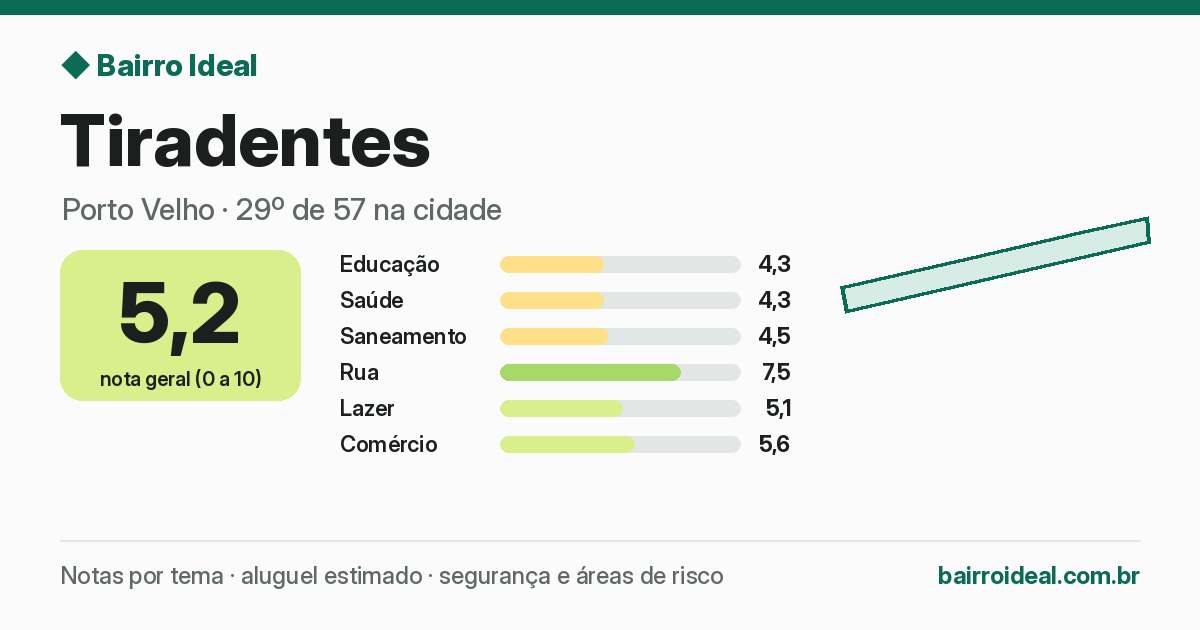 Bairro Ideal
Tiradentes
Porto Velho · 29º de 57 na cidade
5,2
nota geral (0 a 10)
Educação 4,3
Saúde 4,3
Saneamento 4,5
Rua 7,5
Lazer 5,1
Comércio 5,6
Notas por tema · aluguel estimado · segurança e áreas de risco
bairroideal.com.br